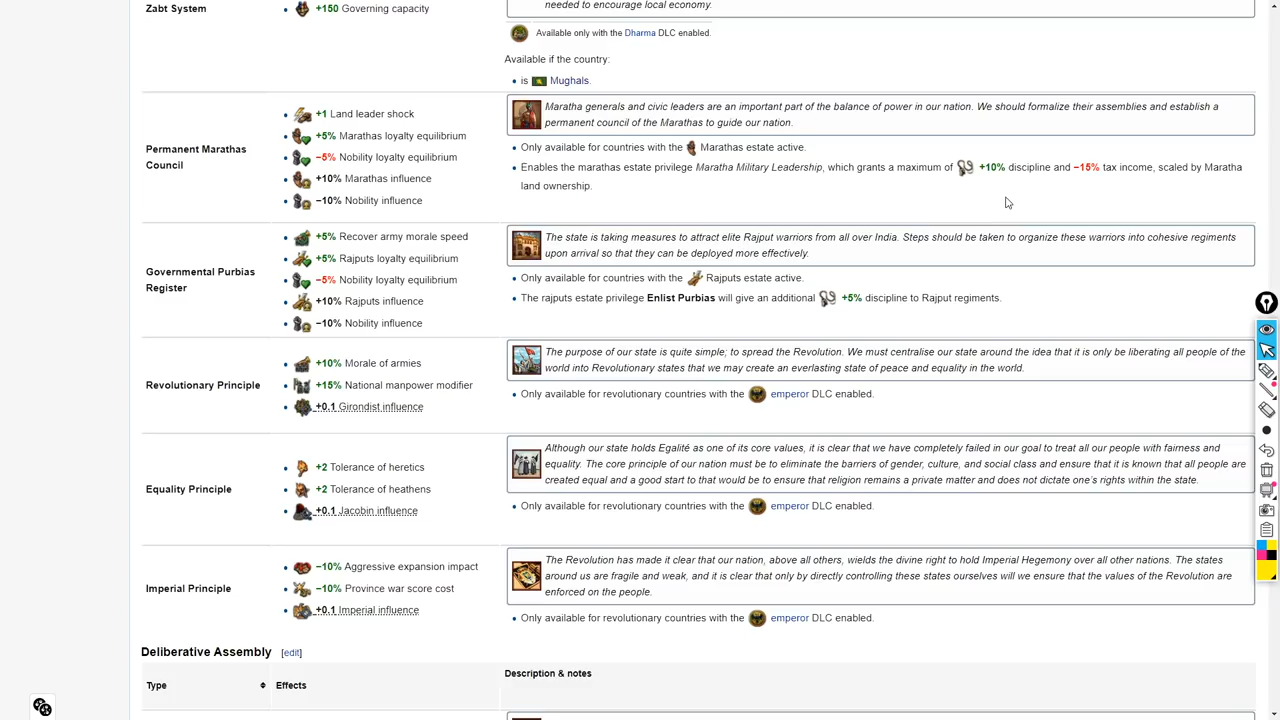 needed to encourage local economy.
Zabt System
+150 Governing capacity
Available only with the Dharma DLC enabled.
Available if the country:
is Mughals.
Permanent Marathas
Council
+1 Land leader shock
+5% Marathas loyalty equilibrium
−5% Nobility loyalty equilibrium
+10% Marathas influence
−10% Nobility influence
Maratha generals and civic leaders are an important part of the balance of power in our nation. We should formalize their assemblies and establish a
permanent council of the Marathas to guide our nation.
Only available for countries with the Marathas estate active.
Enables the marathas estate privilege Maratha Military Leadership, which grants a maximum of +10% discipline and −15% tax income, scaled by Maratha
land ownership.
Governmental Purbias
Register
+5% Recover army morale speed
+5% Rajputs loyalty equilibrium
−5% Nobility loyalty equilibrium
+10% Rajputs influence
−10% Nobility influence
The state is taking measures to attract elite Rajput warriors from all over India. Steps should be taken to organize these warriors into cohesive regi
upon arrival so that they can be deployed more effectively.
Only available for countries with the Rajputs estate active.
The rajputs estate privilege Enlist Purbias will give an additional +5% discipline to Rajput regiments.
Revolutionary Principle
+10% Morale of armies
+15% National manpower modifier
+0.1 Girondist influence
The purpose of our state is quite simple; to spread the Revolution. We must centralise our state around the idea that it is only be liberating all people of the
world into Revolutionary states that we may create an everlasting state of peace and equality in the world.
Only available for revolutionary countries with the emperor DLC enabled.
Equality Principle
+2 Tolerance of heretics
+2 Tolerance of heathens
+0.1 Jacobin influence
Although our state holds Egalité as one of its core values, it is clear that we have completely failed in our goal to treat all our people with fairness and
equality. The core principle of our nation must be to eliminate the barriers of gender, culture, and social class and ensure that it is known that all people are
created equal and a good start to that would be to ensure that religion remains a private matter and does not dictate one's rights within the state.
Only available for revolutionary countries with the emperor DLC enabled.
Imperial Principle
−10% Aggressive expansion impact
−10% Province war score cost
+0.1 Imperial influence
The Revolution has made it clear that our nation, above all others, wields the divine right to hold Imperial Hegemony over all other nations. The states
around us are fragile and weak, and it is clear that only by directly controlling these states ourselves will we ensure that the values of the Revolution are
enforced on the people.
Only available for revolutionary countries with the emperor DLC enabled.
Deliberative Assembly [edit]
Type Effects Description & notes